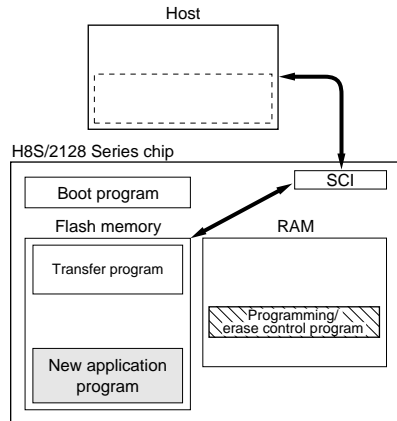 Host
H8S/2128 Series chip
SCI
Boot program
Flash memory
RAM
Transfer program
Programming/
erase control program
New application
program